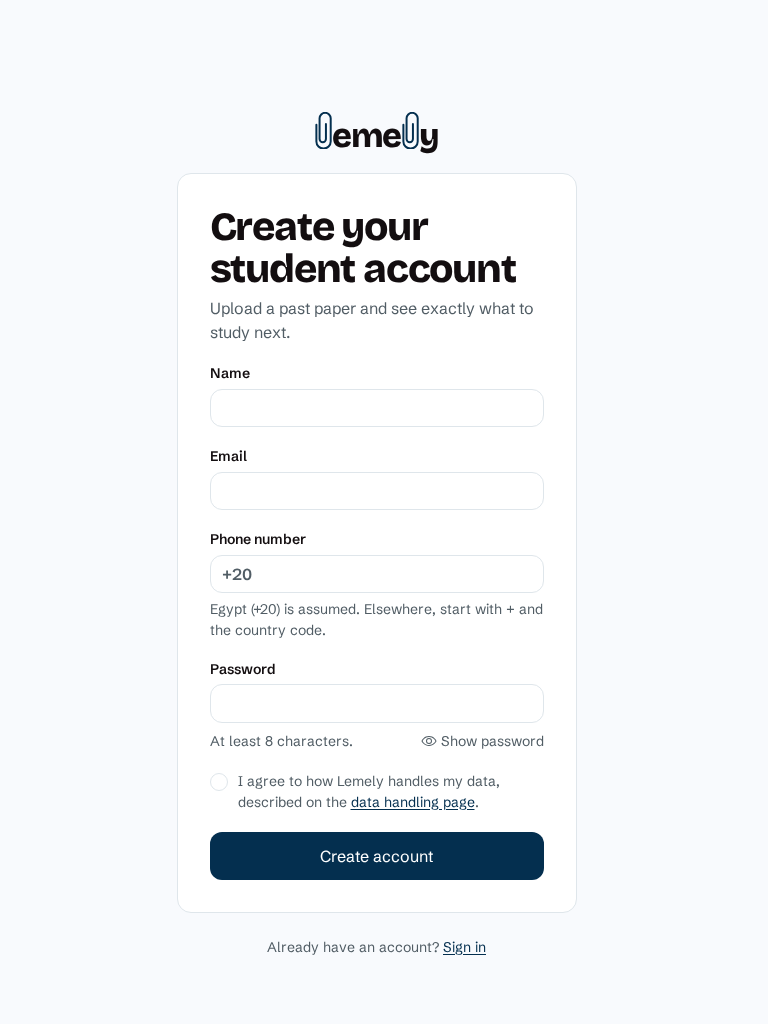 lemely
Create your
student account
Upload a past paper and see exactly what to
study next.
Name
Email
Phone number
+20
Egypt (+20) is assumed. Elsewhere, start with + and
the country code.
Password
At least 8 characters.
Show password
I agree to how Lemely handles my data,
described on the data handling page.
Create account
Already have an account? Sign in